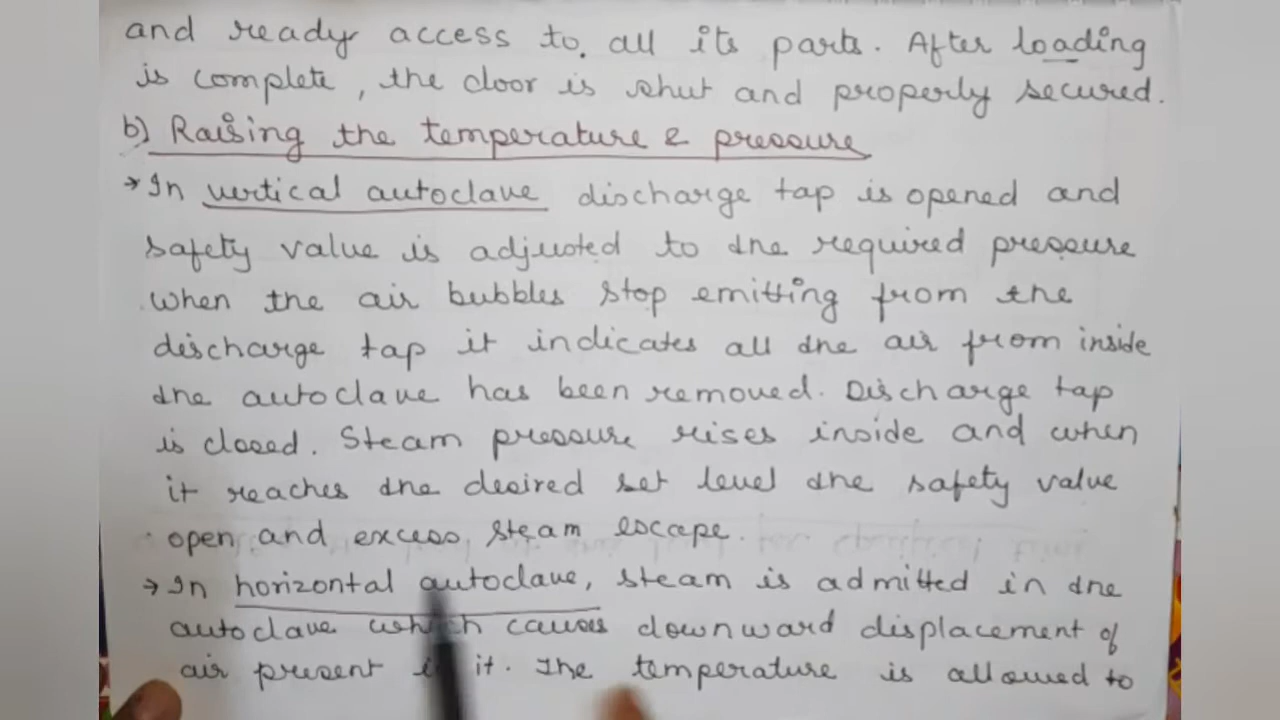 and ready access to all its parts. After loading
is complete, the door is shut and properly secured.
b) Raising the temperature & pressure
→ In vertical autoclave discharge tap is opened and
safety value is adjusted to the required pressure
when the air bubbles stop emitting from the
discharge tap it indicates all the air from inside
the autoclave has been removed. Discharge tap
is closed. Steam pressure rises inside and when
it reaches the desired set level the safety value
open and excess steam escape.
→ In horizontal autoclave, steam is admitted in the
autoclave which causes downward displacement of
air present in it. The temperature is allowed to